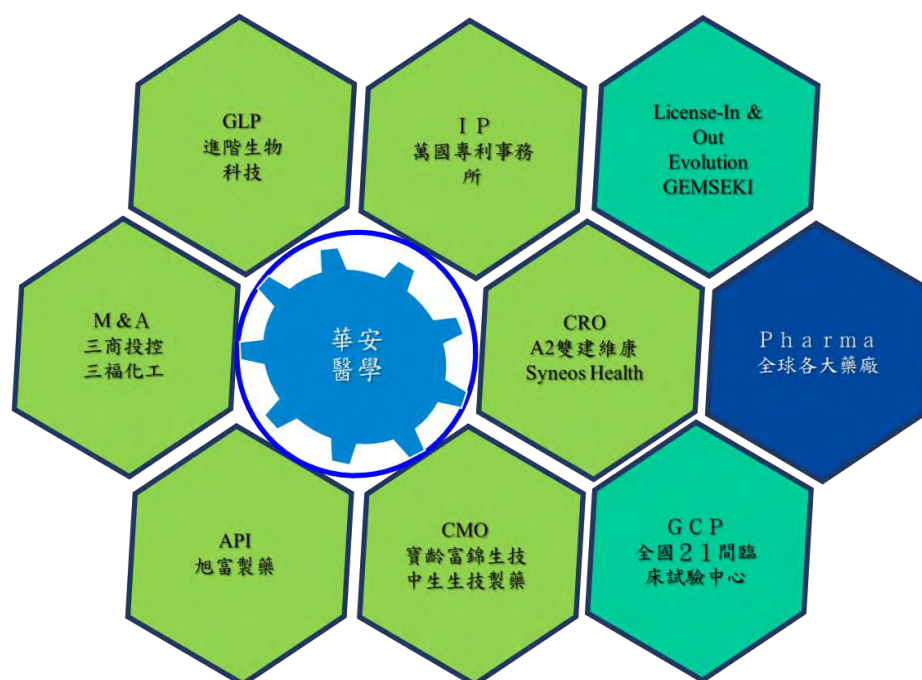 GLP
進階生物
科技
ＩＰ
萬國專利事務
所
License-In &
Out
Evolution
GEMSEKI
M & A
三商投控
三福化工
華安
醫學
CRO
A2雙建維康
Syneos Health
Ｐｈａｒｍａ
全球各大藥廠
API
旭富製藥
CMO
寶齡富錦生技
中生生技製藥
ＧＣＰ
全國２１間臨
床試驗中心